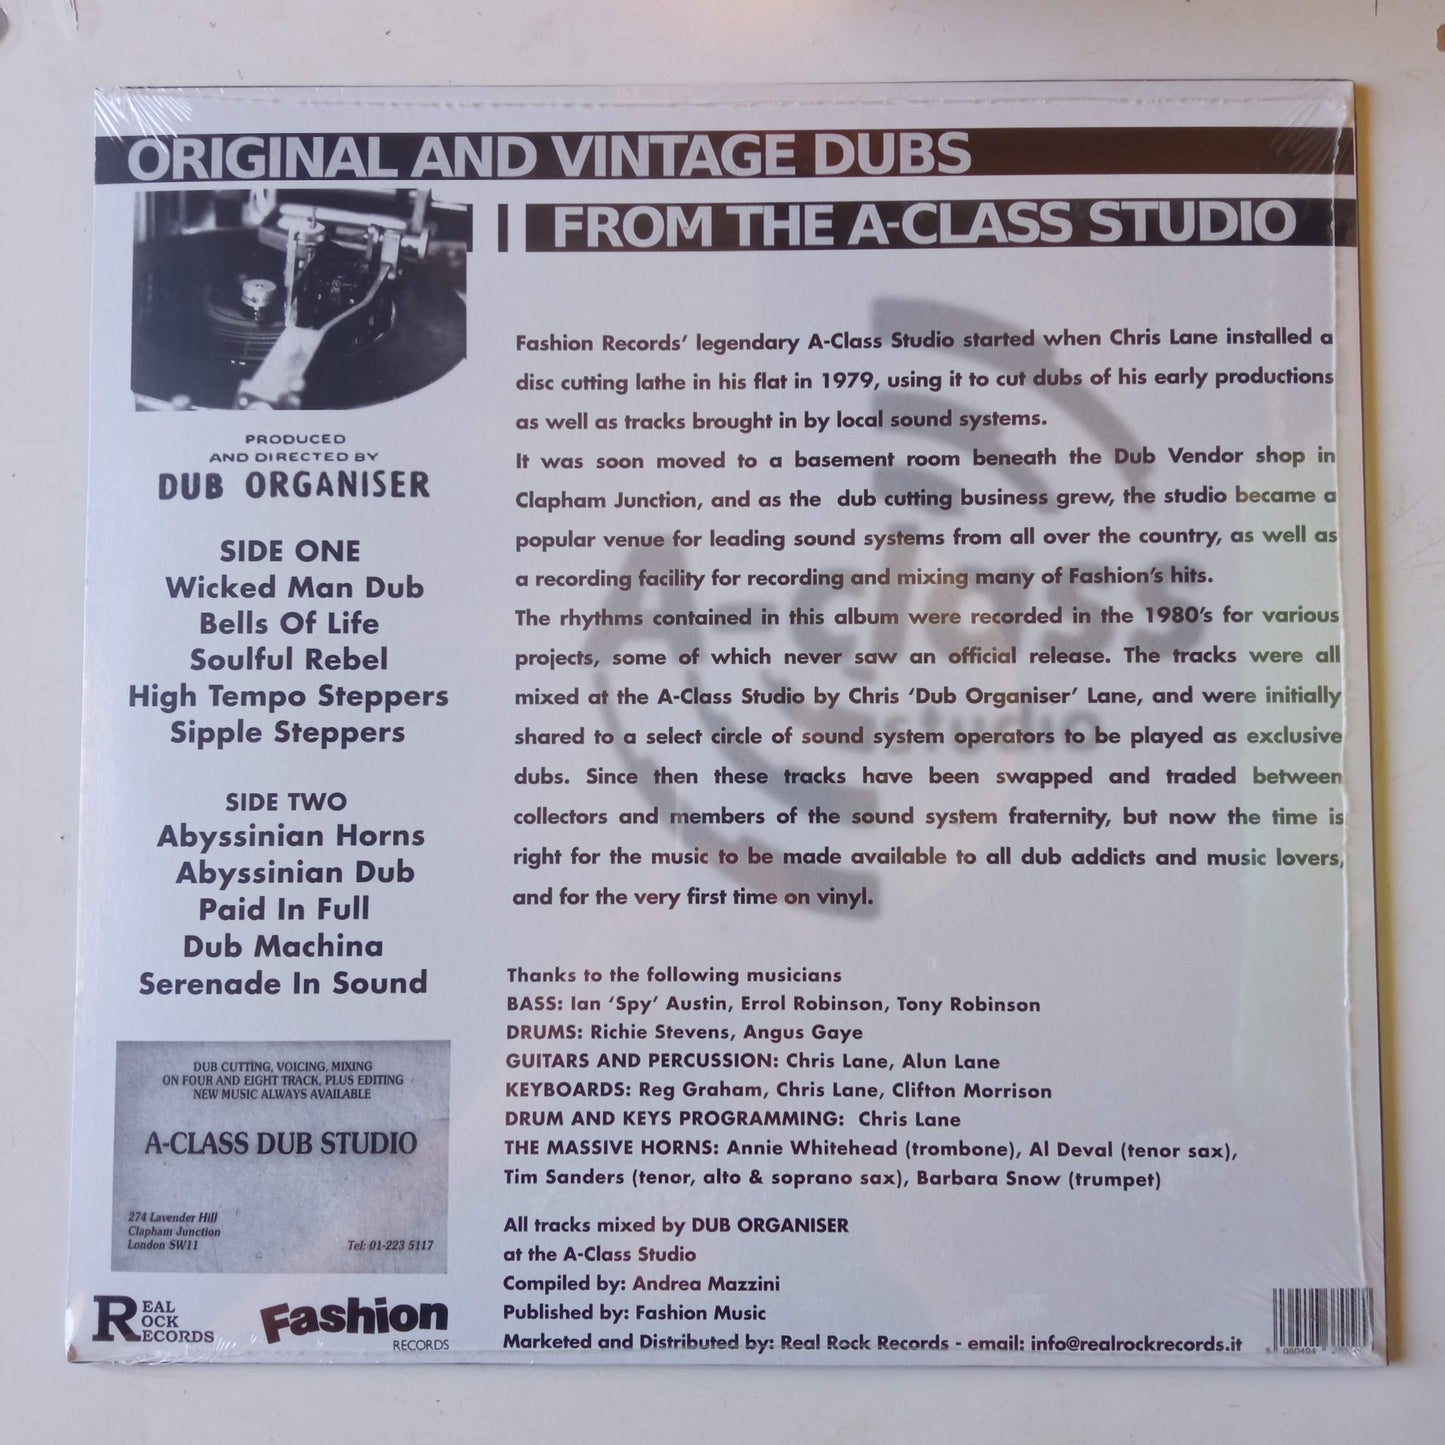 ORIGINAL AND VINTAGE DUBS
FROM THE A-CLASS STUDIO
PRODUCED
AND DIRECTED BY
DUB ORGANISER
SIDE ONE
Wicked Man Dub
Bells Of Life
Soulful Rebel
High Tempo Steppers
Sipple Steppers
SIDE TWO
Abyssinian Horns
Abyssinian Dub
Paid In Full
Dub Machina
Serenade In Sound
DUB CUTTING, VOICING, MIXING
ON FOUR AND EIGHT TRACK, PLUS EDITING
NEW MUSIC ALWAYS AVAILABLE
A-CLASS DUB STUDIO
274 Lavender Hill
Clapham Junction
London SW11
Tel: 01-223 5117
REAL
ROCK
RECORDS
Fashion
RECORDS
Fashion Records' legendary A-Class Studio started when Chris Lane installed a
disc cutting lathe in his flat in 1979, using it to cut dubs of his early productions
as well as tracks brought in by local sound systems.
It was soon moved to a basement room beneath the Dub Vendor shop in
Clapham Junction, and as the dub cutting business grew, the studio became a
popular venue for leading sound systems from all over the country, as well as
a recording facility for recording and mixing many of Fashion's hits.
The rhythms contained in this album were recorded in the 1980's for various
projects, some of which never saw an official release. The tracks were all
mixed at the A-Class Studio by Chris 'Dub Organiser' Lane, and were initially
shared to a select circle of sound system operators to be played as exclusive
dubs. Since then these tracks have been swapped and traded between
collectors and members of the sound system fraternity, but now the time is
right for the music to be made available to all dub addicts and music lovers,
and for the very first time on vinyl.
A-class
studio
Thanks to the following musicians
BASS: Ian 'Spy' Austin, Errol Robinson, Tony Robinson
DRUMS: Richie Stevens, Angus Gaye
GUITARS AND PERCUSSION: Chris Lane, Alun Lane
KEYBOARDS: Reg Graham, Chris Lane, Clifton Morrison
DRUM AND KEYS PROGRAMMING: Chris Lane
THE MASSIVE HORNS: Annie Whitehead (trombone), Al Deval (tenor sax),
Tim Sanders (tenor, alto & soprano sax), Barbara Snow (trumpet)
All tracks mixed by DUB ORGANISER
at the A-Class Studio
Compiled by: Andrea Mazzini
Published by: Fashion Music
Marketed and Distributed by: Real Rock Records - email: info@realrockrecords.it